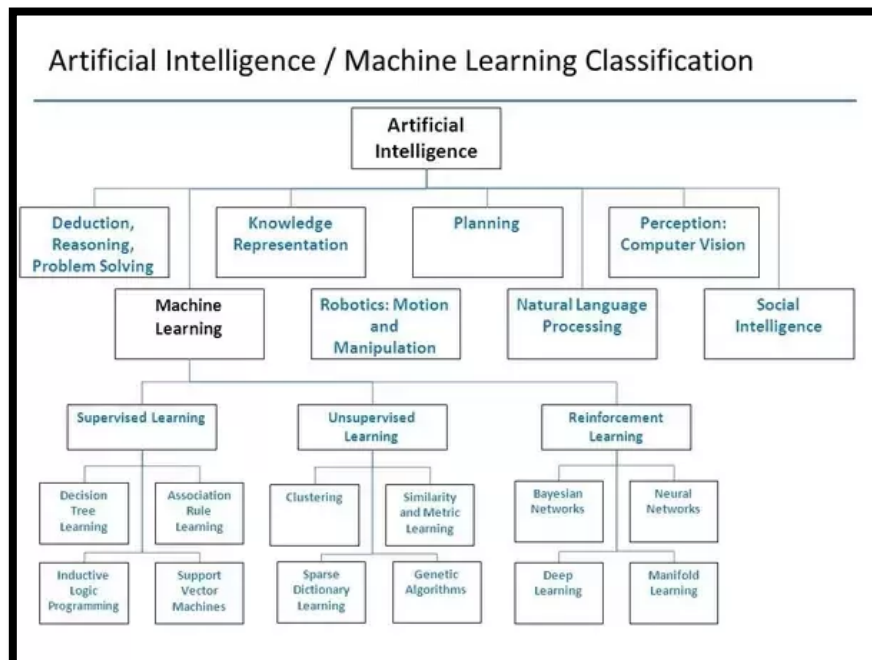 Artificial Intelligence / Machine Learning Classification
Artificial
Intelligence
Deduction,
Reasoning,
Problem Solving
Knowledge
Representation
Planning
Perception:
Computer Vision
Machine
Learning
Robotics: Motion
and
Manipulation
Natural Language
Processing
Social
Intelligence
Supervised Learning
Unsupervised
Learning
Reinforcement
Learning
Decision
Tree
Learning
Association
Rule
Learning
Clustering
Similarity
and Metric
Learning
Bayesian
Networks
Neural
Networks
Inductive
Logic
Programming
Support
Vector
Machines
Sparse
Dictionary
Learning
Genetic
Algorithms
Deep
Learning
Manifold
Learning